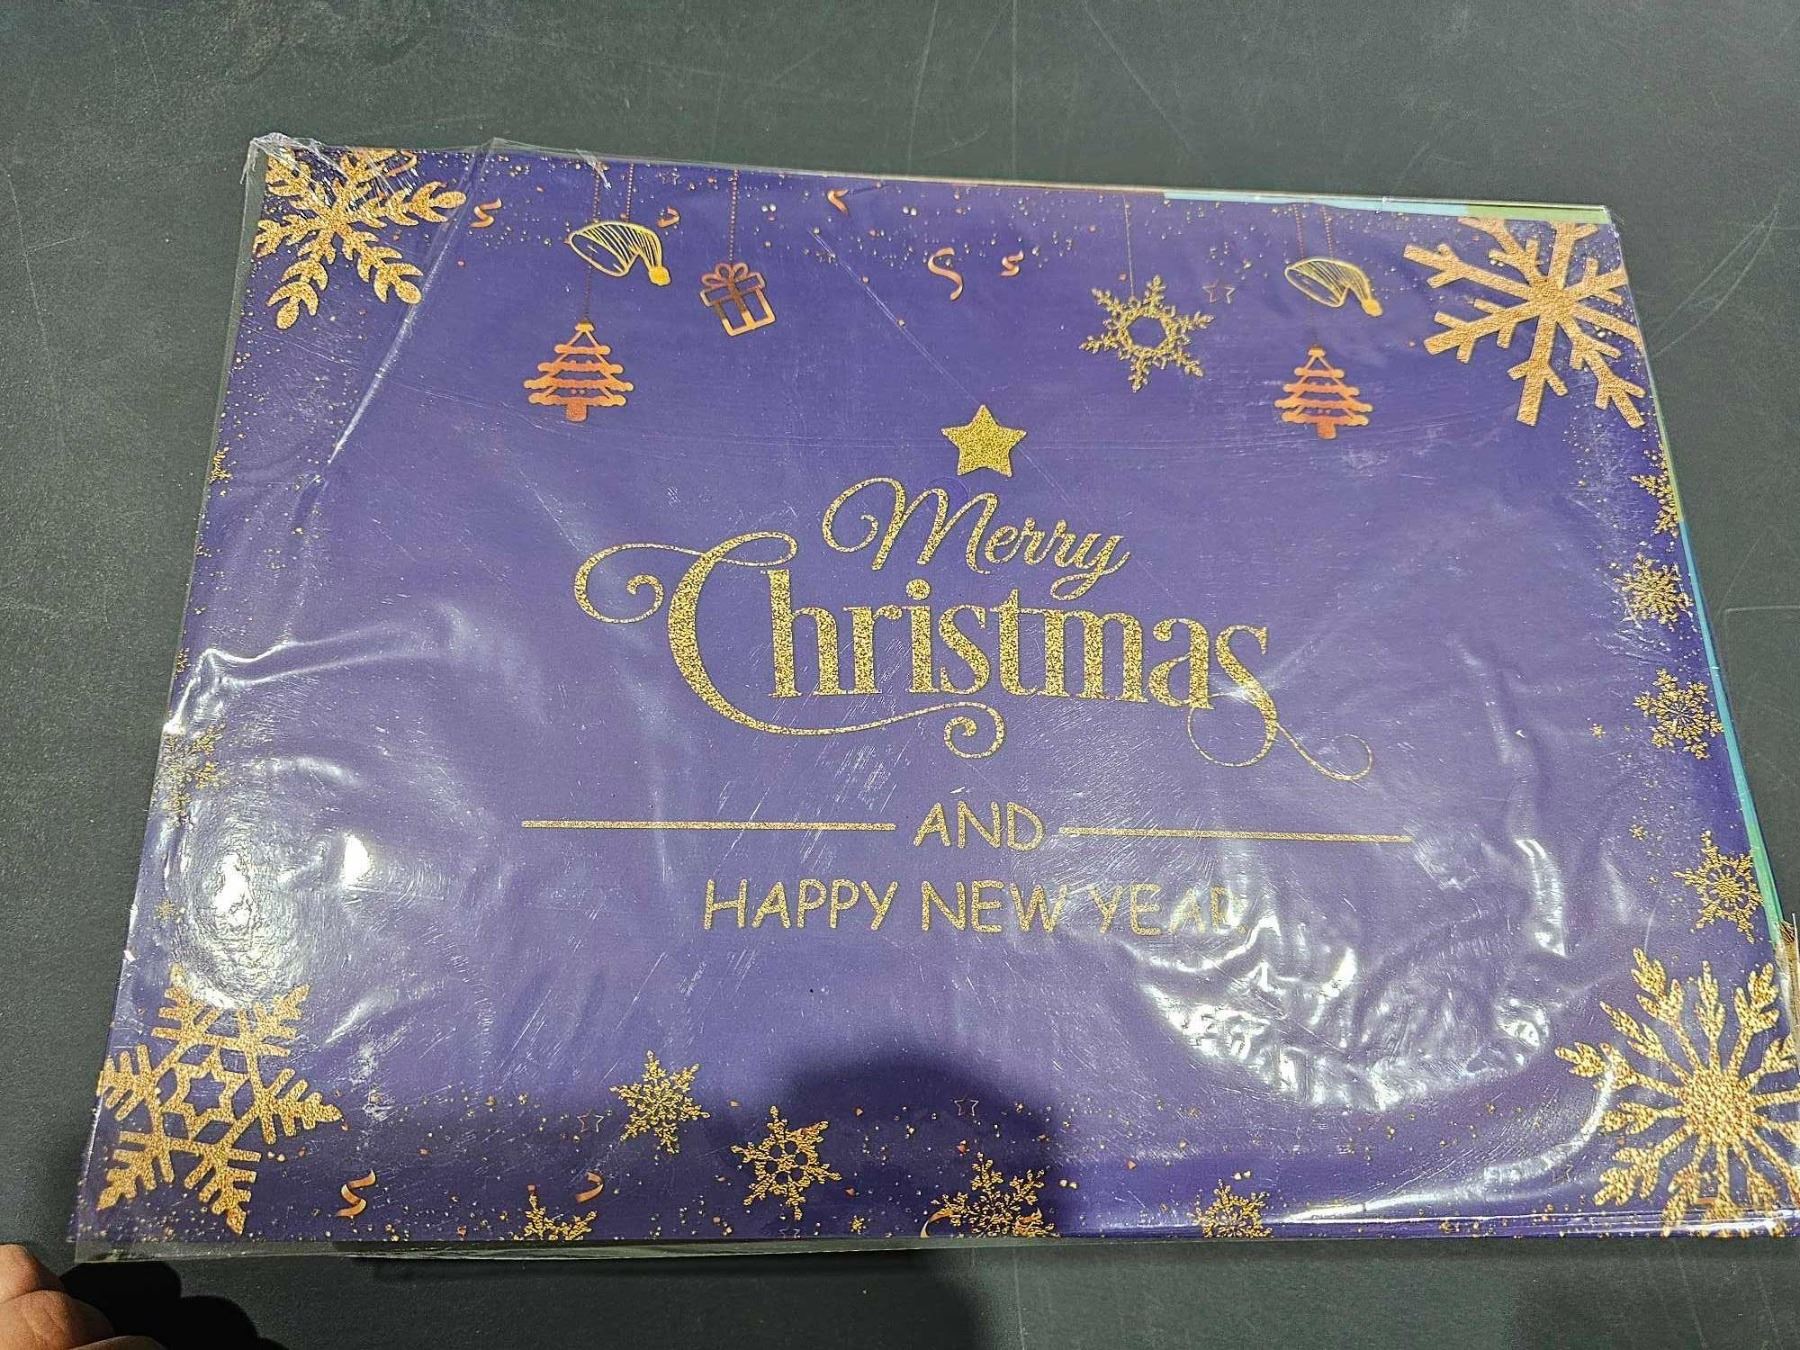 Merry
Christmas
AND
HAPPY NEW YEAR